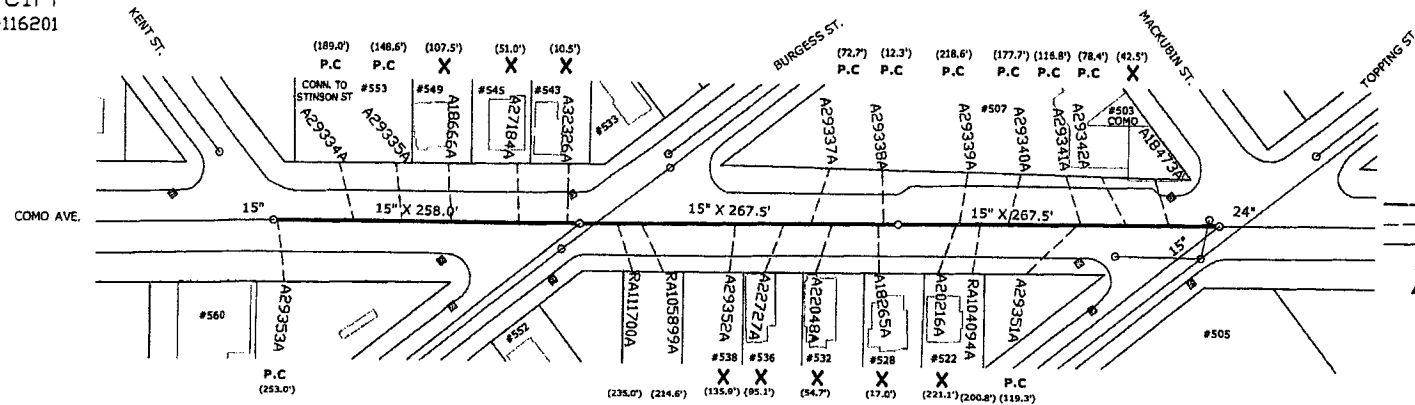 116201
KENT ST.
BURGESS ST.
MACKUBIN ST.
TOPPING ST
(189.0') (148.6') (107.5') (51.0') (10.5')
P.C P.C X X X
(72.7') (12.3') (218.6') (177.7') (116.8') (78.4') (42.5')
P.C P.C P.C P.C P.C P.C X
CONN. TO
STINSON ST
#553
#549
#545
#543
#533
#507
#503
COMO
A29334A
A29335A
A18666A
A27184A
A32326A
A29337A
A29338A
A29339A
A29340A
A29341A
A29342A
A18473A
COMO AVE.
15"
15" X 258.0'
15" X 267.5'
15" X 267.5'
24"
15"
A29353A
RA111700A
RA105899A
A29352A
A22727A
A22048A
A18265A
A20216A
RA104094A
A29351A
#560
#552
#538
#536
#532
#528
#522
#505
P.C
(253.0')
X X X X X P.C
(235.0') (214.6') (135.9') (95.1') (54.7') (17.0') (221.1') (200.8') (119.3')